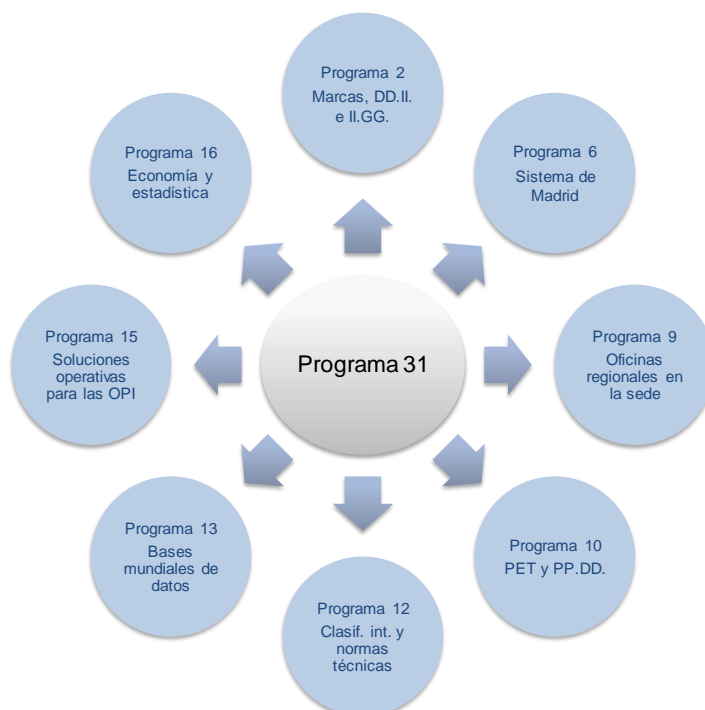 Programa 2
Marcas, DD.II.
e II.GG.
Programa 6
Sistema de
Madrid
Programa 9
Oficinas
regionales en
la sede
Programa 10
PET y PP.DD.
Programa 12
Clasif. int. y
normas
técnicas
Programa 13
Bases
mundiales de
datos
Programa 15
Soluciones
operativas
para las OPI
Programa 16
Economía y
estadística
Programa 31